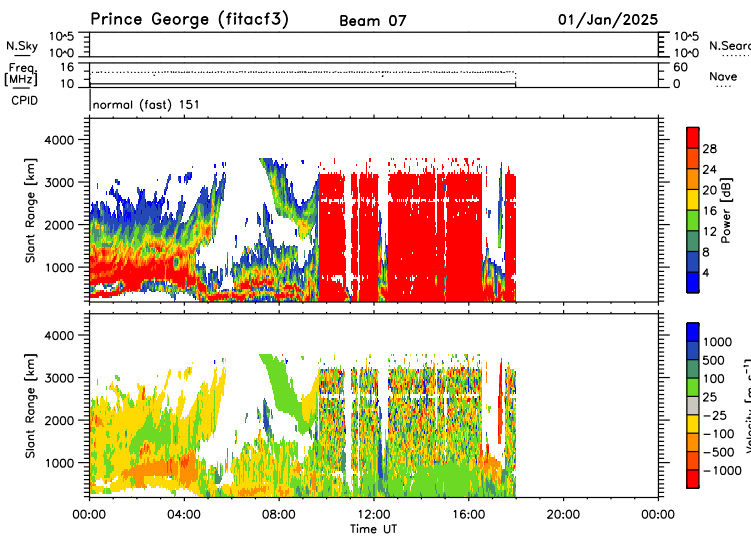 Prince George (fitacf3) Beam 07 01/Jan/2025
N.Sky 10^5 10^0 10^5 10^0 N.Sear
Freq. [MHz] 16 10 60 0 Nave
CPID normal (fast) 151
Slant Range [km] 4000 3000 2000 1000
Power [dB] 28 24 20 16 12 8 4
Slant Range [km] 4000 3000 2000 1000
Velocity [m s⁻¹] 1000 500 100 25 −25 −100 −500 −1000
00:00 04:00 08:00 12:00 16:00 20:00 00:00
Time UT